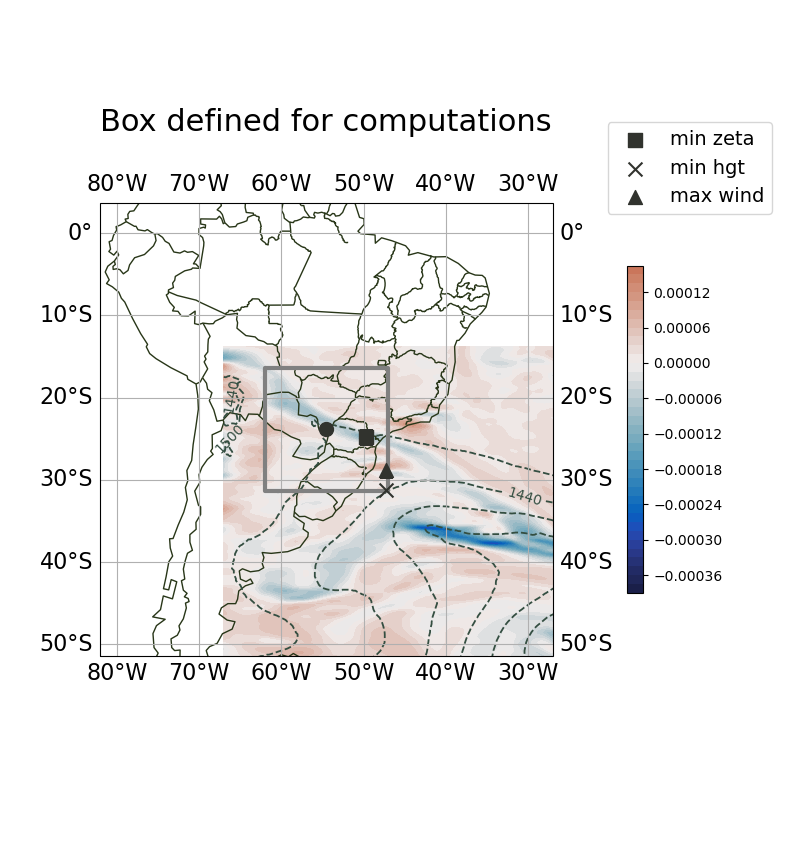 Box defined for computations
min zeta
min hgt
max wind
80°W 70°W 60°W 50°W 40°W 30°W
0° 0°
10°S 10°S
20°S 20°S
30°S 30°S
40°S 40°S
50°S 50°S
80°W 70°W 60°W 50°W 40°W 30°W
1440
1500
1440
0.00012
0.00006
0.00000
−0.00006
−0.00012
−0.00018
−0.00024
−0.00030
−0.00036